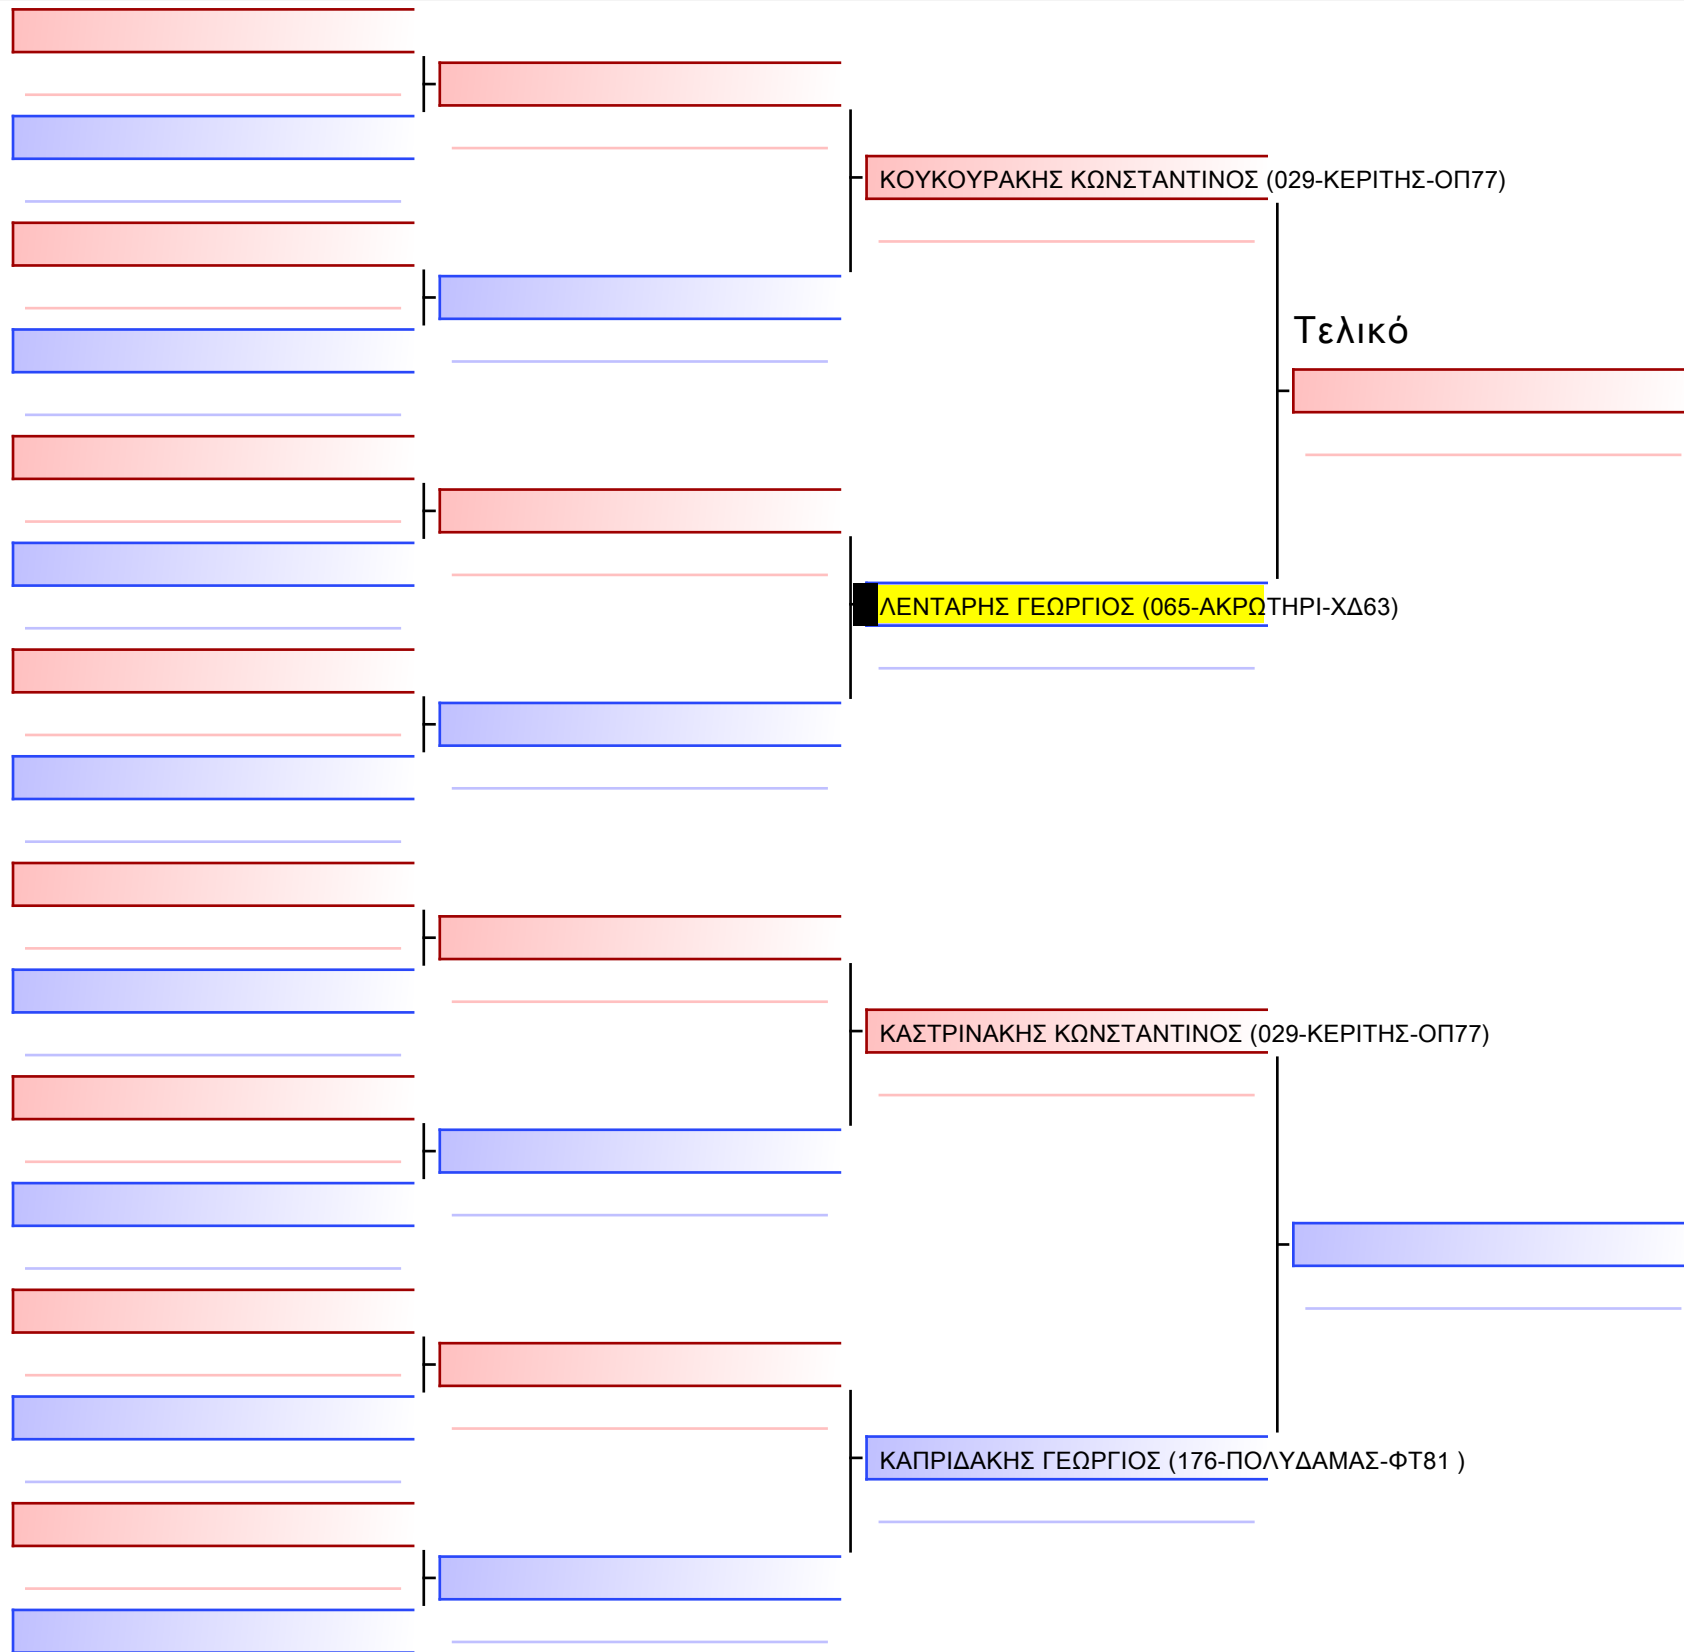 ΚΟΥΚΟΥΡΑΚΗΣ ΚΩΝΣΤΑΝΤΙΝΟΣ (029-ΚΕΡΙΤΗΣ-ΟΠ77)
Τελικό
ΛΕΝΤΑΡΗΣ ΓΕΩΡΓΙΟΣ (065-ΑΚΡΩΤΗΡΙ-ΧΔ63)
ΚΑΣΤΡΙΝΑΚΗΣ ΚΩΝΣΤΑΝΤΙΝΟΣ (029-ΚΕΡΙΤΗΣ-ΟΠ77)
ΚΑΠΡΙΔΑΚΗΣ ΓΕΩΡΓΙΟΣ (176-ΠΟΛΥΔΑΜΑΣ-ΦΤ81 )